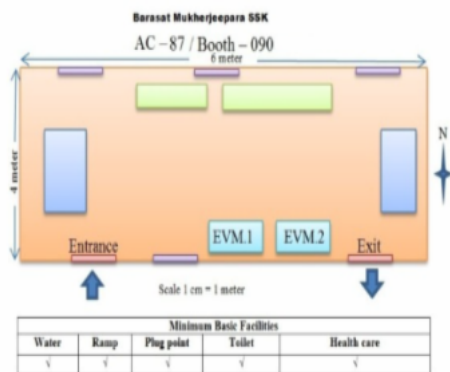 Barasat Mukherjeepara SSK
AC – 87 / Booth – 090
6 meter
4 meter
N
EVM.1 EVM.2
Entrance Exit
Scale 1 cm = 1 meter
Minimum Basic Facilities
Water Ramp Plug point Toilet Health care
√ √ √ √ √